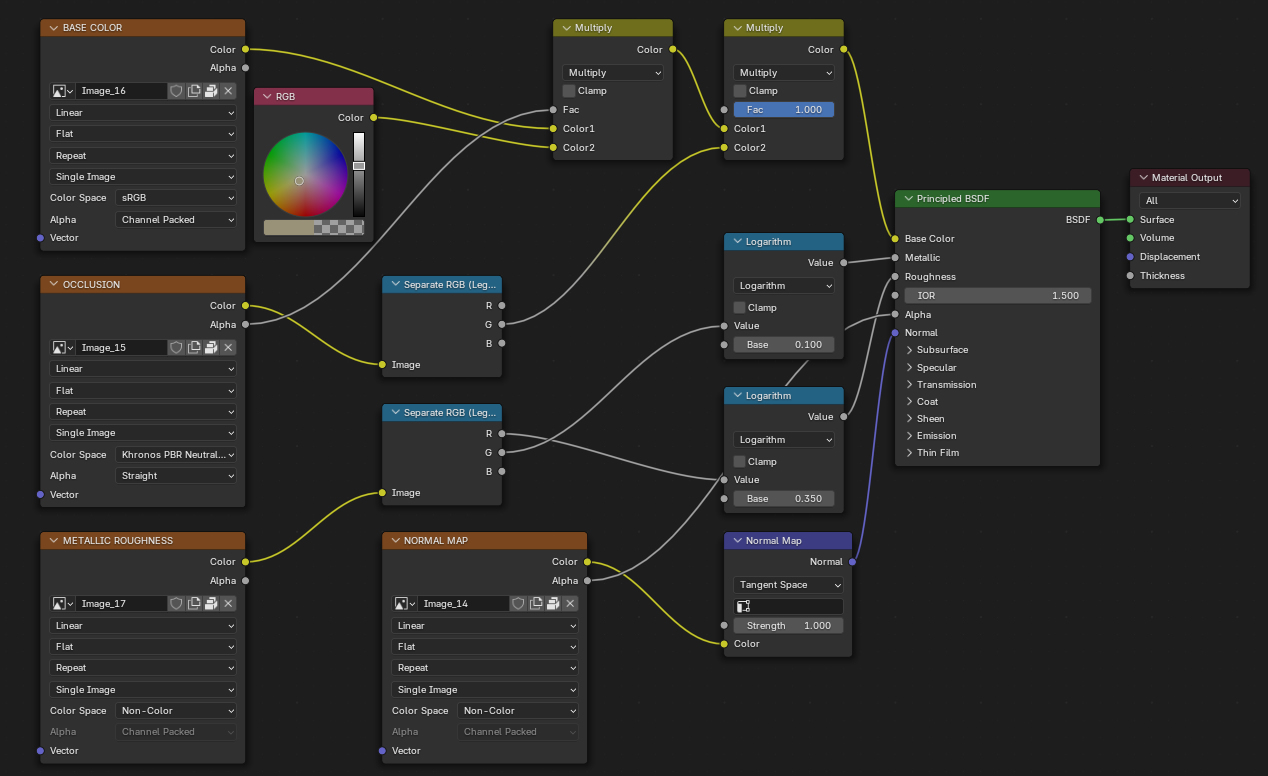 BASE COLOR
Color
Alpha
Image_16
Linear
Flat
Repeat
Single Image
Color Space sRGB
Alpha Channel Packed
Vector
RGB
Color
Multiply
Color
Multiply
Clamp
Fac
Color1
Color2
Multiply
Color
Multiply
Clamp
Fac 1.000
Color1
Color2
OCCLUSION
Color
Alpha
Image_15
Linear
Flat
Repeat
Single Image
Color Space Khronos PBR Neutral...
Alpha Straight
Vector
Separate RGB (Leg...
R
G
B
Image
Separate RGB (Leg...
R
G
B
Image
Logarithm
Value
Logarithm
Clamp
Value
Base 0.100
Logarithm
Value
Logarithm
Clamp
Value
Base 0.350
Principled BSDF
BSDF
Base Color
Metallic
Roughness
IOR 1.500
Alpha
Normal
Subsurface
Specular
Transmission
Coat
Sheen
Emission
Thin Film
Material Output
All
Surface
Volume
Displacement
Thickness
METALLIC ROUGHNESS
Color
Alpha
Image_17
Linear
Flat
Repeat
Single Image
Color Space Non-Color
Alpha Channel Packed
Vector
NORMAL MAP
Color
Alpha
Image_14
Linear
Flat
Repeat
Single Image
Color Space Non-Color
Alpha Channel Packed
Vector
Normal Map
Normal
Tangent Space
Strength 1.000
Color